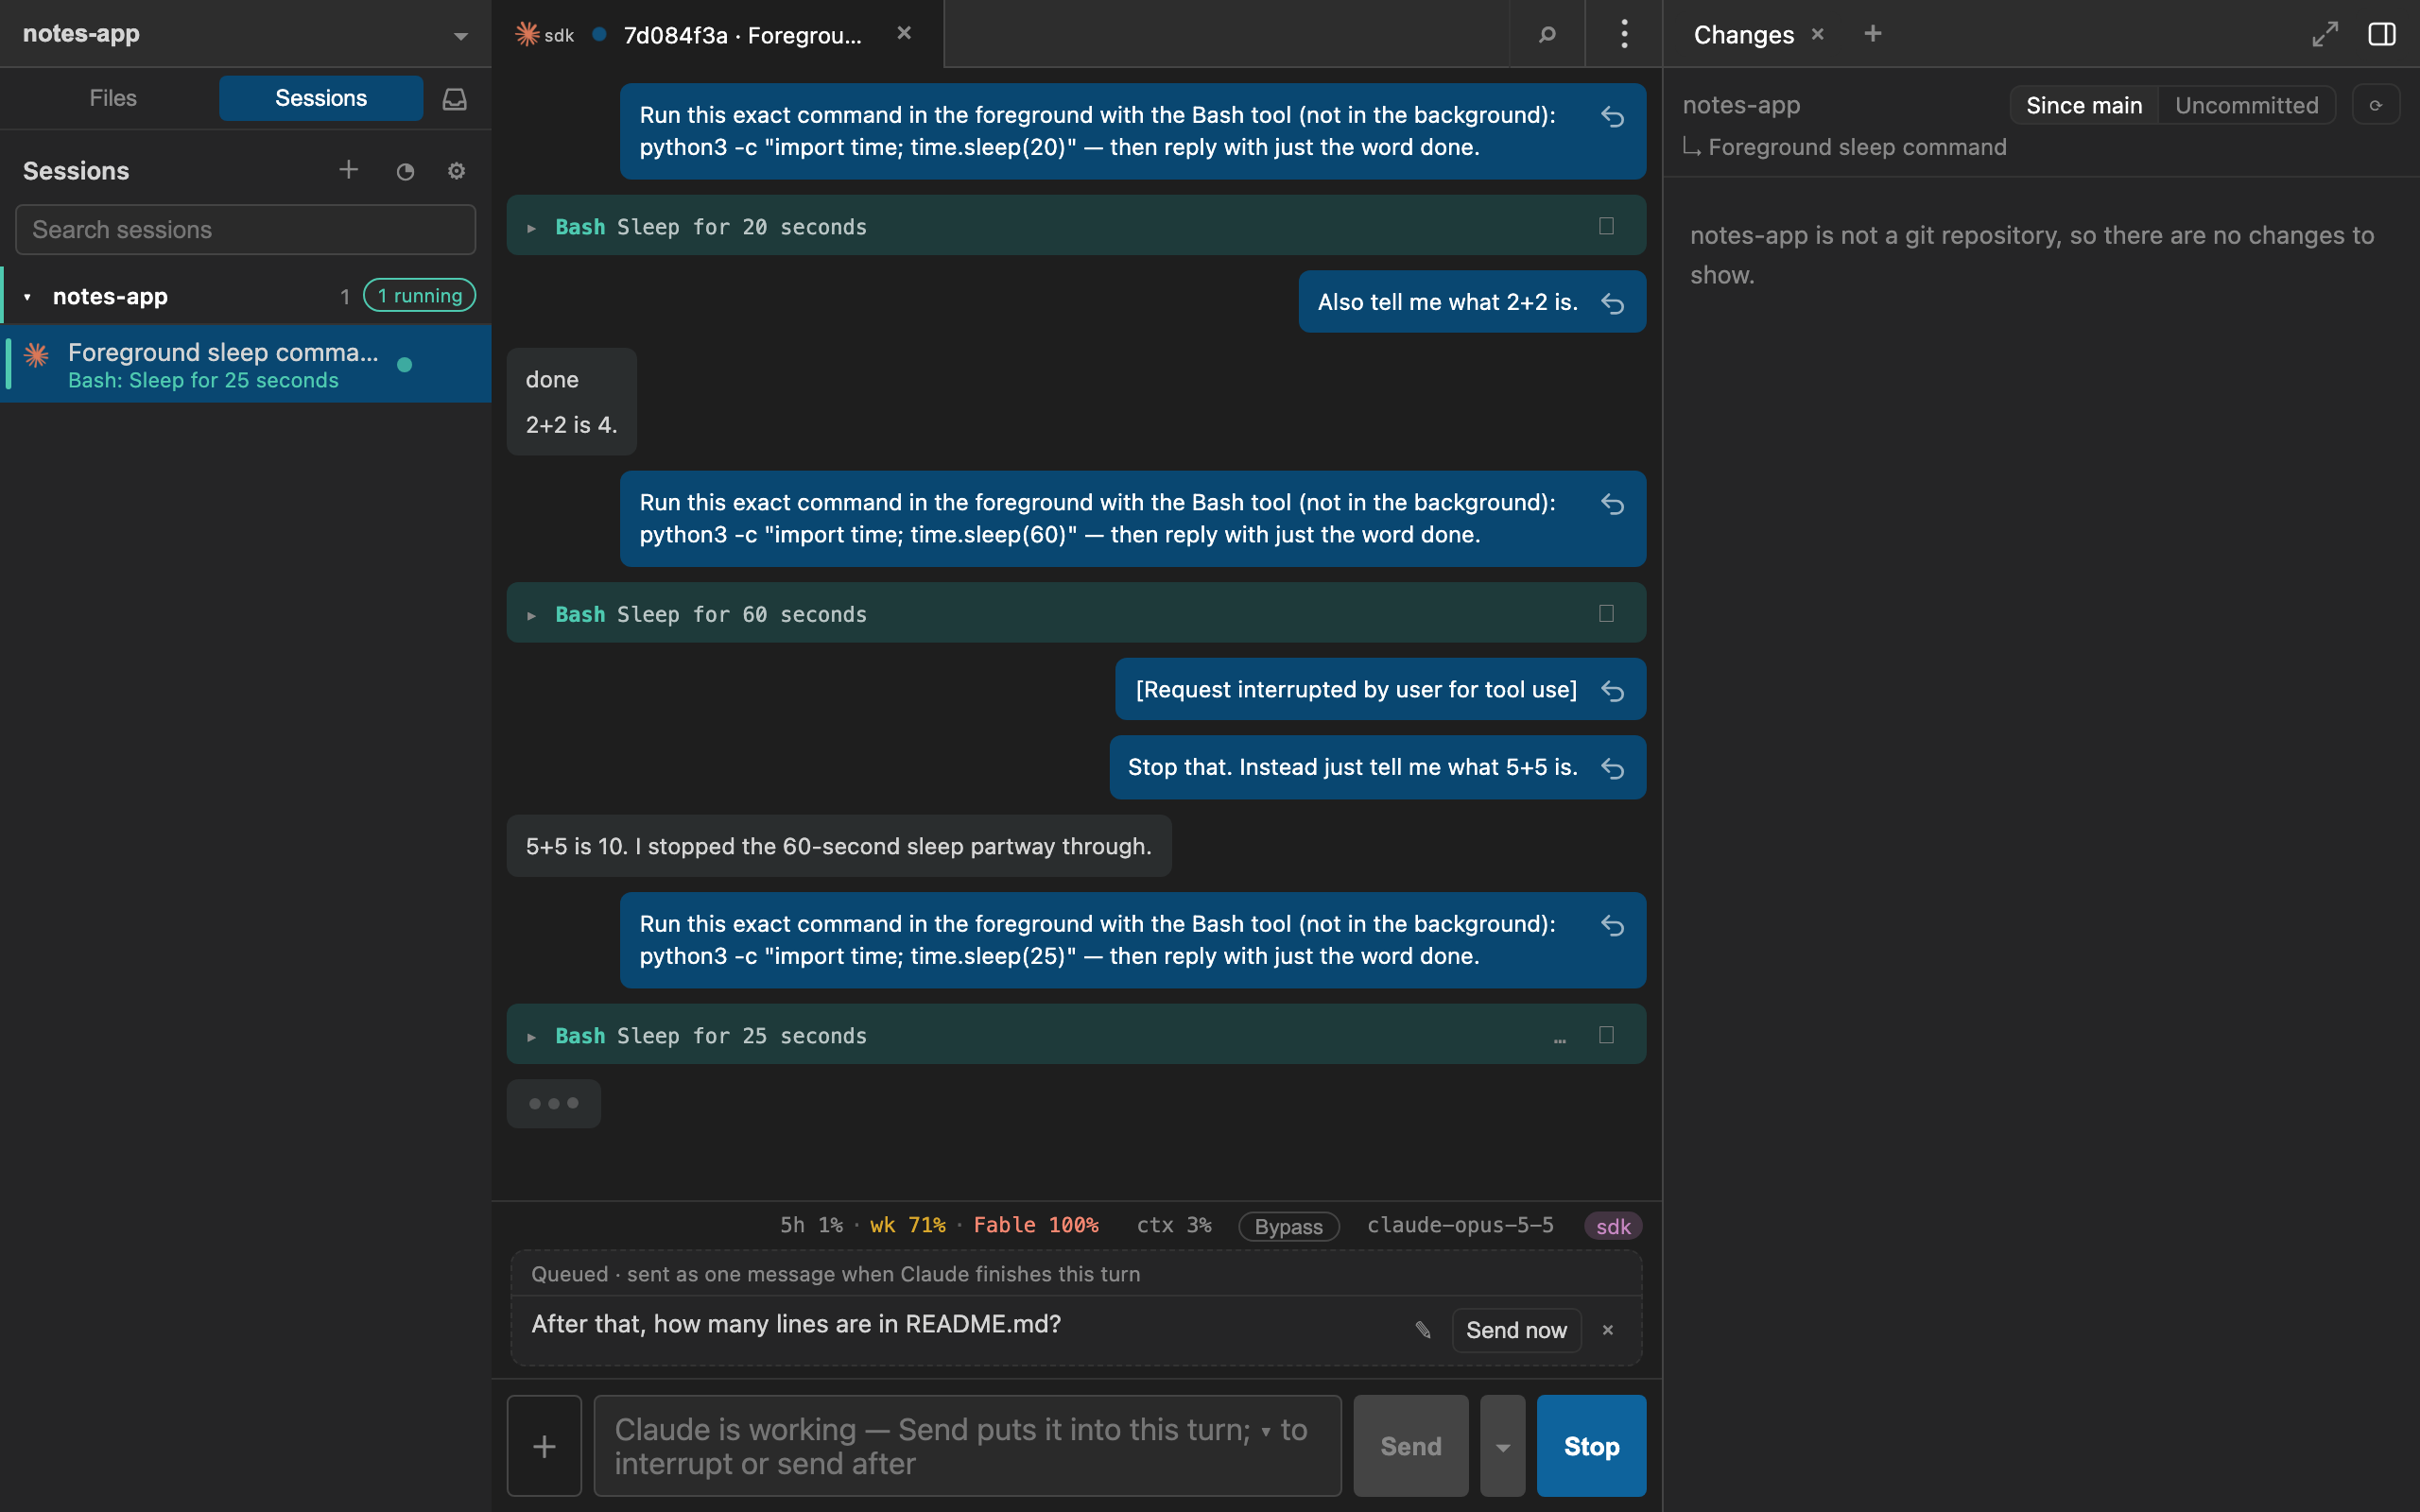 notes-app
Files
Sessions
Sessions
Search sessions
notes-app
1
1 running
Foreground sleep comma...
Bash: Sleep for 25 seconds
sdk
7d084f3a · Foregrou...
Run this exact command in the foreground with the Bash tool (not in the background):
python3 -c "import time; time.sleep(20)" — then reply with just the word done.
Bash Sleep for 20 seconds
Also tell me what 2+2 is.
done
2+2 is 4.
Run this exact command in the foreground with the Bash tool (not in the background):
python3 -c "import time; time.sleep(60)" — then reply with just the word done.
Bash Sleep for 60 seconds
[Request interrupted by user for tool use]
Stop that. Instead just tell me what 5+5 is.
5+5 is 10. I stopped the 60-second sleep partway through.
Run this exact command in the foreground with the Bash tool (not in the background):
python3 -c "import time; time.sleep(25)" — then reply with just the word done.
Bash Sleep for 25 seconds …
5h 1% · wk 71% · Fable 100% ctx 3% Bypass claude-opus-5-5 sdk
Queued · sent as one message when Claude finishes this turn
After that, how many lines are in README.md?
Send now
Claude is working — Send puts it into this turn; ▾ to
interrupt or send after
Send
Stop
Changes
notes-app
Since main
Uncommitted
Foreground sleep command
notes-app is not a git repository, so there are no changes to
show.